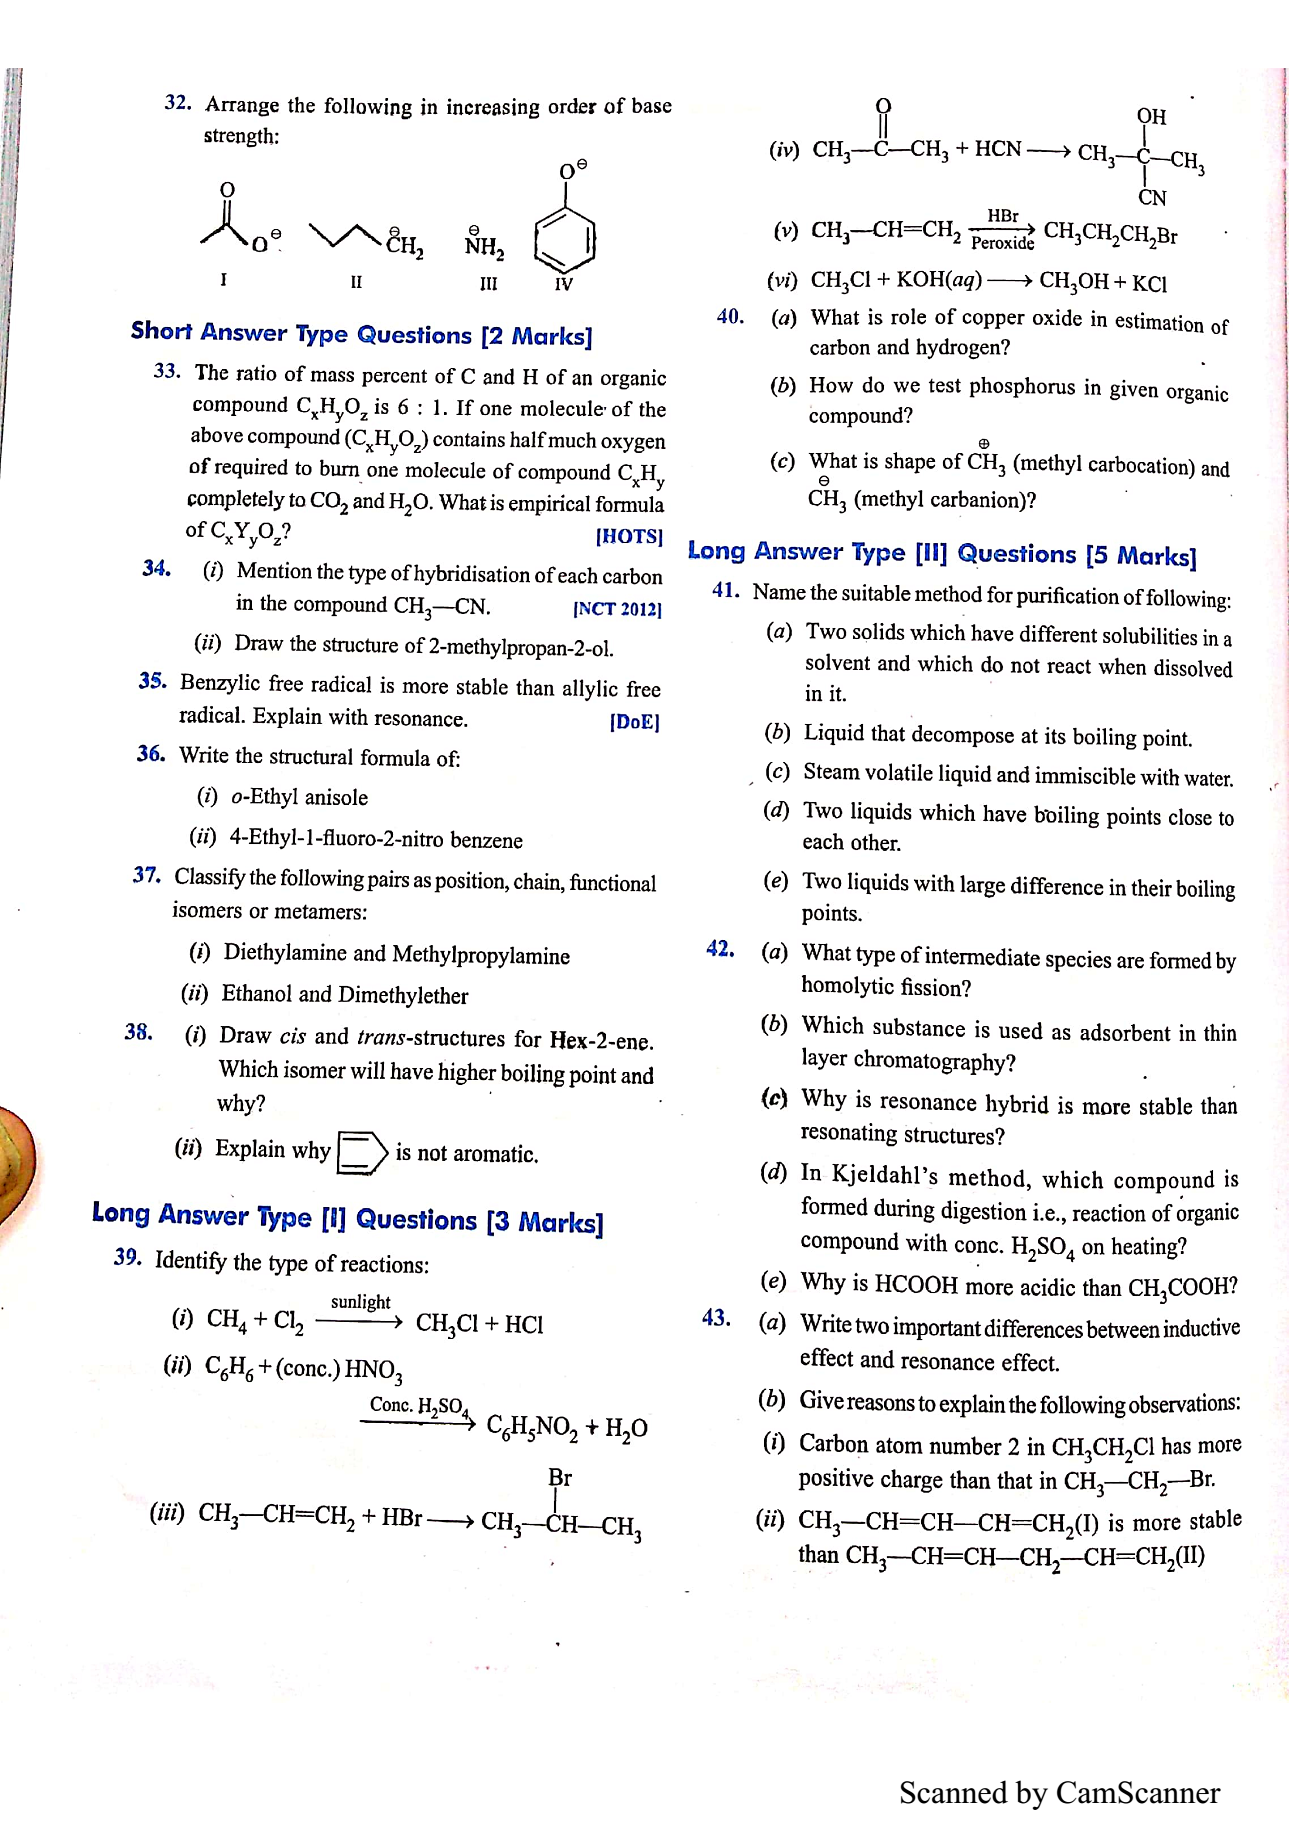 32. Arrange the following in increasing order of base
strength:
O
O⊖
O⊖
⊖
CH₂
⊖
NH₂
I
II
III
IV
Short Answer Type Questions [2 Marks]
33. The ratio of mass percent of C and H of an organic
compound CₓHᵧO_z is 6 : 1. If one molecule of the
above compound (CₓHᵧO_z) contains half much oxygen
of required to burn one molecule of compound CₓHᵧ
completely to CO₂ and H₂O. What is empirical formula
of CₓYᵧO_z? [HOTS]
34. (i) Mention the type of hybridisation of each carbon
in the compound CH₃—CN. [NCT 2012]
(ii) Draw the structure of 2-methylpropan-2-ol.
35. Benzylic free radical is more stable than allylic free
radical. Explain with resonance. [DoE]
36. Write the structural formula of:
(i) o-Ethyl anisole
(ii) 4-Ethyl-1-fluoro-2-nitro benzene
37. Classify the following pairs as position, chain, functional
isomers or metamers:
(i) Diethylamine and Methylpropylamine
(ii) Ethanol and Dimethylether
38. (i) Draw cis and trans-structures for Hex-2-ene.
Which isomer will have higher boiling point and
why?
(ii) Explain why is not aromatic.
Long Answer Type [I] Questions [3 Marks]
39. Identify the type of reactions:
sunlight
(i) CH₄ + Cl₂ ⟶ CH₃Cl + HCl
(ii) C₆H₆ + (conc.) HNO₃
Conc. H₂SO₄
⟶ C₆H₅NO₂ + H₂O
Br
(iii) CH₃—CH=CH₂ + HBr ⟶ CH₃—CH—CH₃
O
OH
(iv) CH₃—C—CH₃ + HCN ⟶ CH₃—C—CH₃
CN
HBr
(v) CH₃—CH=CH₂ ⟶ CH₃CH₂CH₂Br
Peroxide
(vi) CH₃Cl + KOH(aq) ⟶ CH₃OH + KCl
40. (a) What is role of copper oxide in estimation of
carbon and hydrogen?
(b) How do we test phosphorus in given organic
compound?
⊕
(c) What is shape of CH₃ (methyl carbocation) and
⊖
CH₃ (methyl carbanion)?
Long Answer Type [II] Questions [5 Marks]
41. Name the suitable method for purification of following:
(a) Two solids which have different solubilities in a
solvent and which do not react when dissolved
in it.
(b) Liquid that decompose at its boiling point.
(c) Steam volatile liquid and immiscible with water.
(d) Two liquids which have boiling points close to
each other.
(e) Two liquids with large difference in their boiling
points.
42. (a) What type of intermediate species are formed by
homolytic fission?
(b) Which substance is used as adsorbent in thin
layer chromatography?
(c) Why is resonance hybrid is more stable than
resonating structures?
(d) In Kjeldahl's method, which compound is
formed during digestion i.e., reaction of organic
compound with conc. H₂SO₄ on heating?
(e) Why is HCOOH more acidic than CH₃COOH?
43. (a) Write two important differences between inductive
effect and resonance effect.
(b) Give reasons to explain the following observations:
(i) Carbon atom number 2 in CH₃CH₂Cl has more
positive charge than that in CH₃—CH₂—Br.
(ii) CH₃—CH=CH—CH=CH₂(I) is more stable
than CH₃—CH=CH—CH₂—CH=CH₂(II)
Scanned by CamScanner